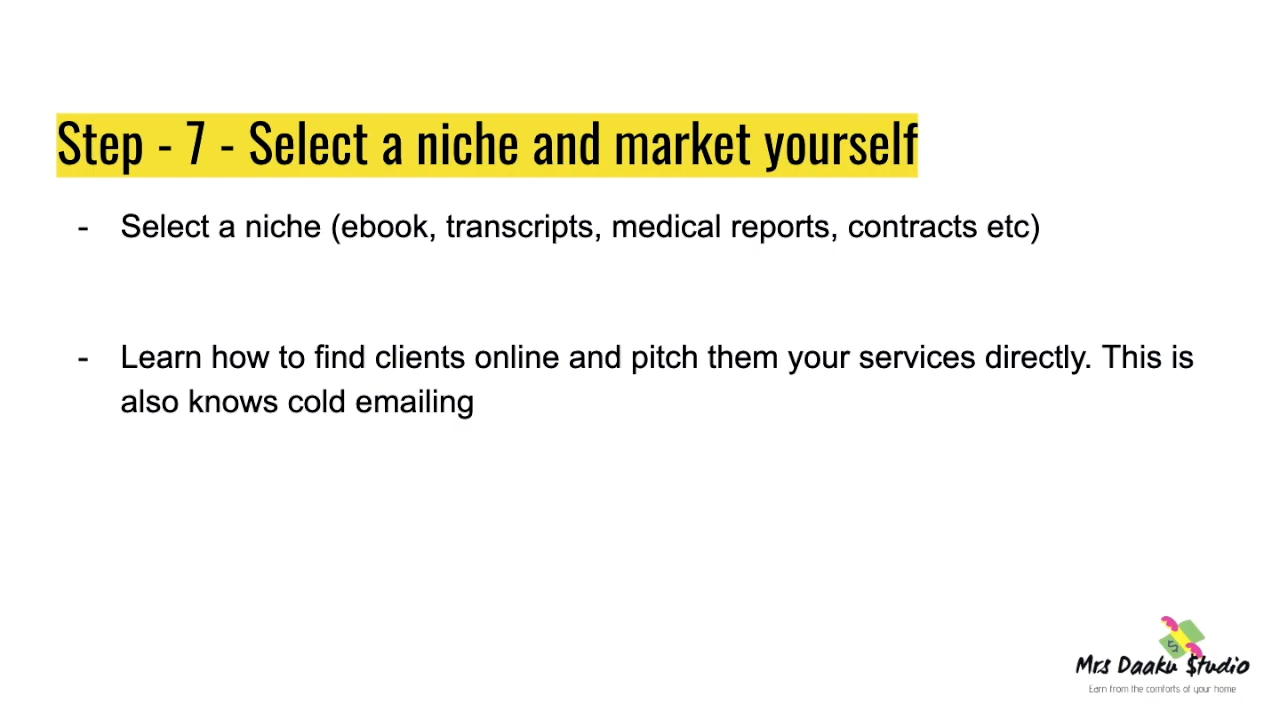 Step - 7 - Select a niche and market yourself
- Select a niche (ebook, transcripts, medical reports, contracts etc)
- Learn how to find clients online and pitch them your services directly. This is
also knows cold emailing
Mrs Daaku $tudio
Earn from the comforts of your home